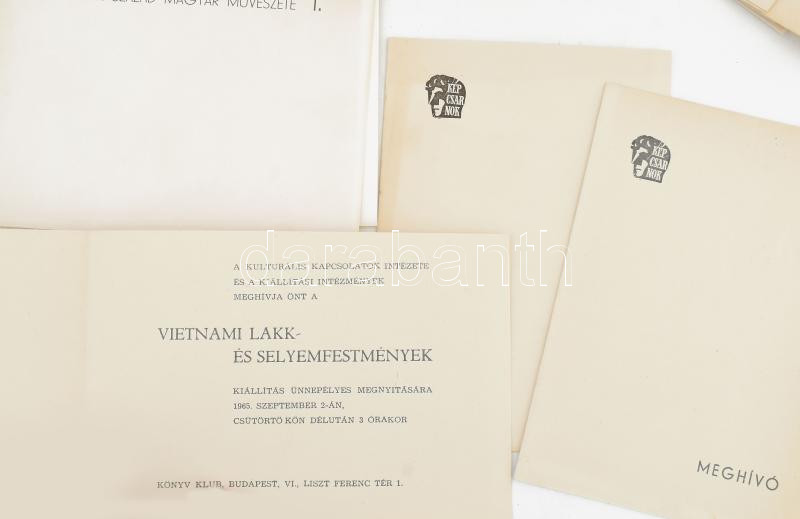 SZÁZAD MAGYAR MŰVÉSZETE I.
KÉP
CSAR
NOK
KÉP
CSAR
NOK
darabanth
A KULTURÁLIS KAPCSOLATOK INTÉZETE
ÉS A KIÁLLÍTÁSI INTÉZMÉNYEK
MEGHÍVJA ÖNT A
VIETNAMI LAKK-
ÉS SELYEMFESTMÉNYEK
KIÁLLÍTÁS ÜNNEPÉLYES MEGNYITÁSÁRA
1965. SZEPTEMBER 2-ÁN,
CSÜTÖRTÖKÖN DÉLUTÁN 3 ÓRAKOR
KÖNYV KLUB, BUDAPEST, VI., LISZT FERENC TÉR 1.
MEGHÍVÓ